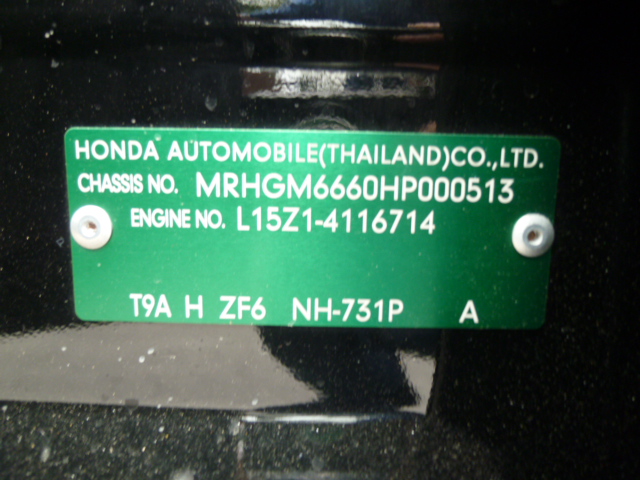 HONDA AUTOMOBILE(THAILAND)CO.,LTD.
CHASSIS NO. MRHGM6660HP000513
ENGINE NO. L15Z1-4116714
T9A H ZF6 NH-731P A